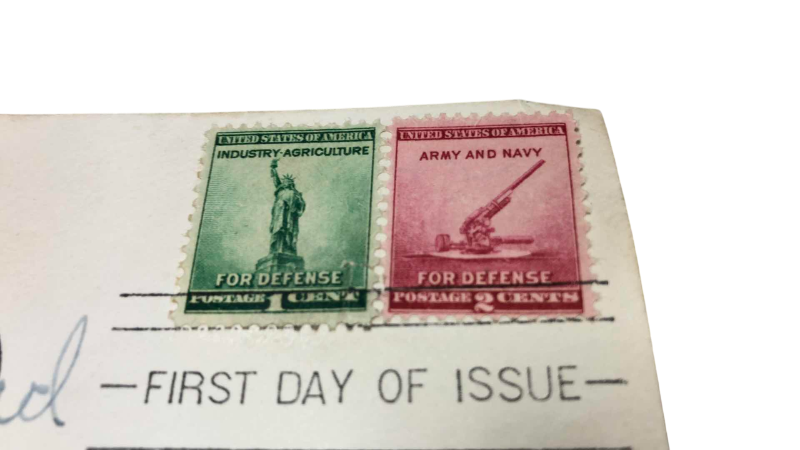 UNITED STATES OF AMERICA
INDUSTRY-AGRICULTURE
FOR DEFENSE
POSTAGE 1 CENT
UNITED STATES OF AMERICA
ARMY AND NAVY
FOR DEFENSE
POSTAGE 2 CENTS
—FIRST DAY OF ISSUE—